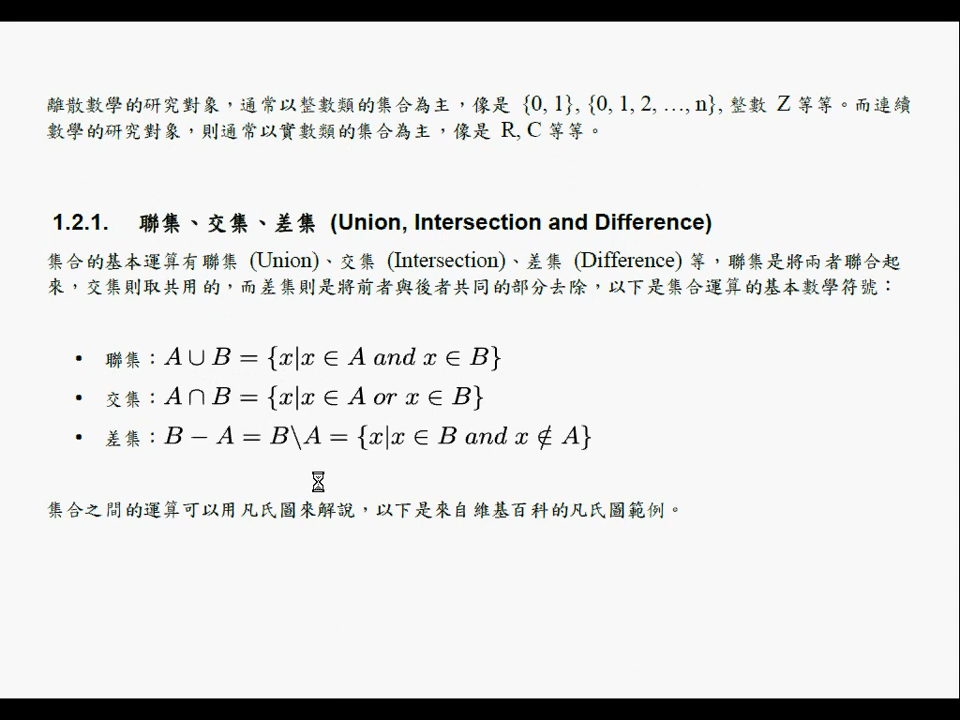 離散數學的研究對象，通常以整數類的集合為主，像是 {0, 1}, {0, 1, 2, …, n}, 整數 Z 等等。而連續
數學的研究對象，則通常以實數類的集合為主，像是 R, C 等等。
1.2.1. 聯集、交集、差集 (Union, Intersection and Difference)
集合的基本運算有聯集 (Union)、交集 (Intersection)、差集 (Difference) 等，聯集是將兩者聯合起
來，交集則取共用的，而差集則是將前者與後者共同的部分去除，以下是集合運算的基本數學符號：
• 聯集：A ∪ B = {x|x ∈ A and x ∈ B}
• 交集：A ∩ B = {x|x ∈ A or x ∈ B}
• 差集：B − A = B\A = {x|x ∈ B and x ∉ A}
集合之間的運算可以用凡氏圖來解說，以下是來自維基百科的凡氏圖範例。